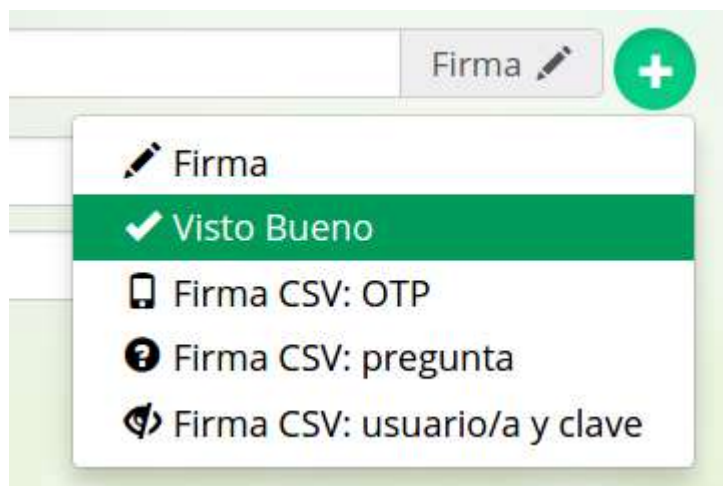 Firma
Firma
Visto Bueno
Firma CSV: OTP
Firma CSV: pregunta
Firma CSV: usuario/a y clave